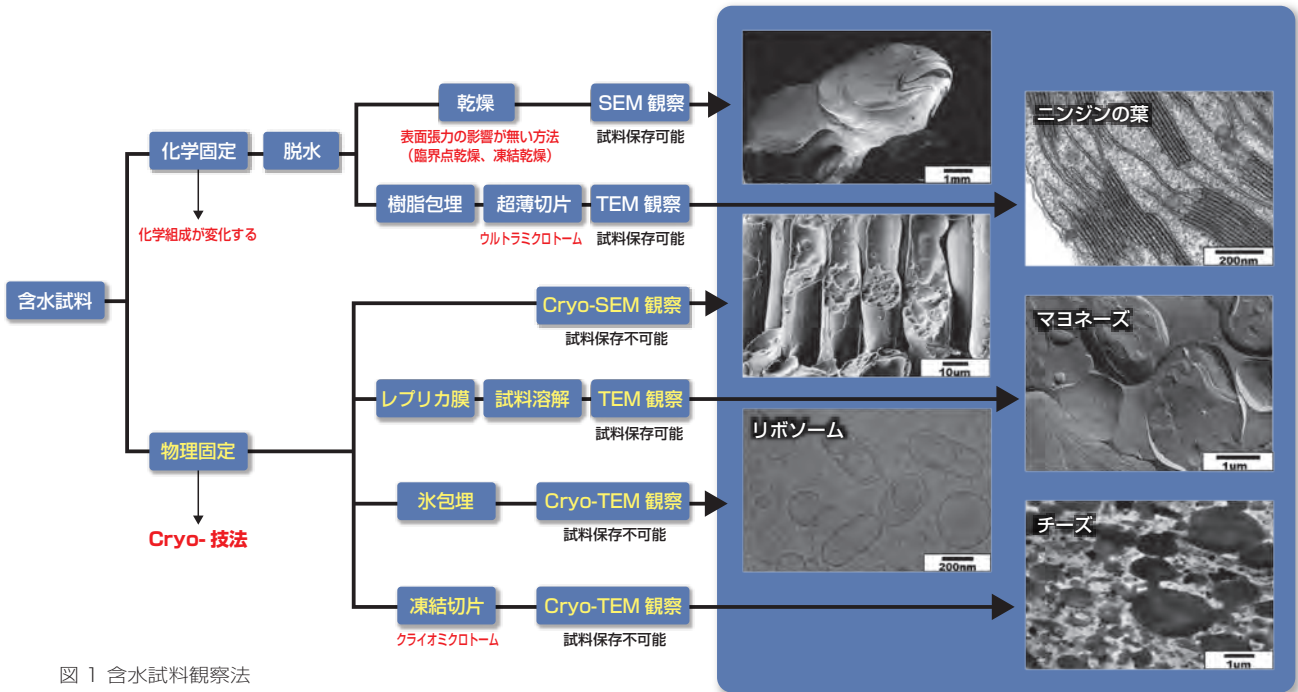 含水試料
化学固定
脱水
化学組成が変化する
乾燥
SEM 観察
表面張力の影響が無い方法
(臨界点乾燥、凍結乾燥)
試料保存可能
樹脂包埋
超薄切片
TEM 観察
ウルトラミクロトーム
試料保存可能
物理固定
Cryo- 技法
Cryo-SEM 観察
試料保存不可能
レプリカ膜
試料溶解
TEM 観察
試料保存可能
氷包埋
Cryo-TEM 観察
試料保存不可能
凍結切片
Cryo-TEM 観察
クライオミクロトーム
試料保存不可能
1mm
ニンジンの葉
200nm
10μm
マヨネーズ
1um
リボソーム
200nm
チーズ
1um
図 1 含水試料観察法